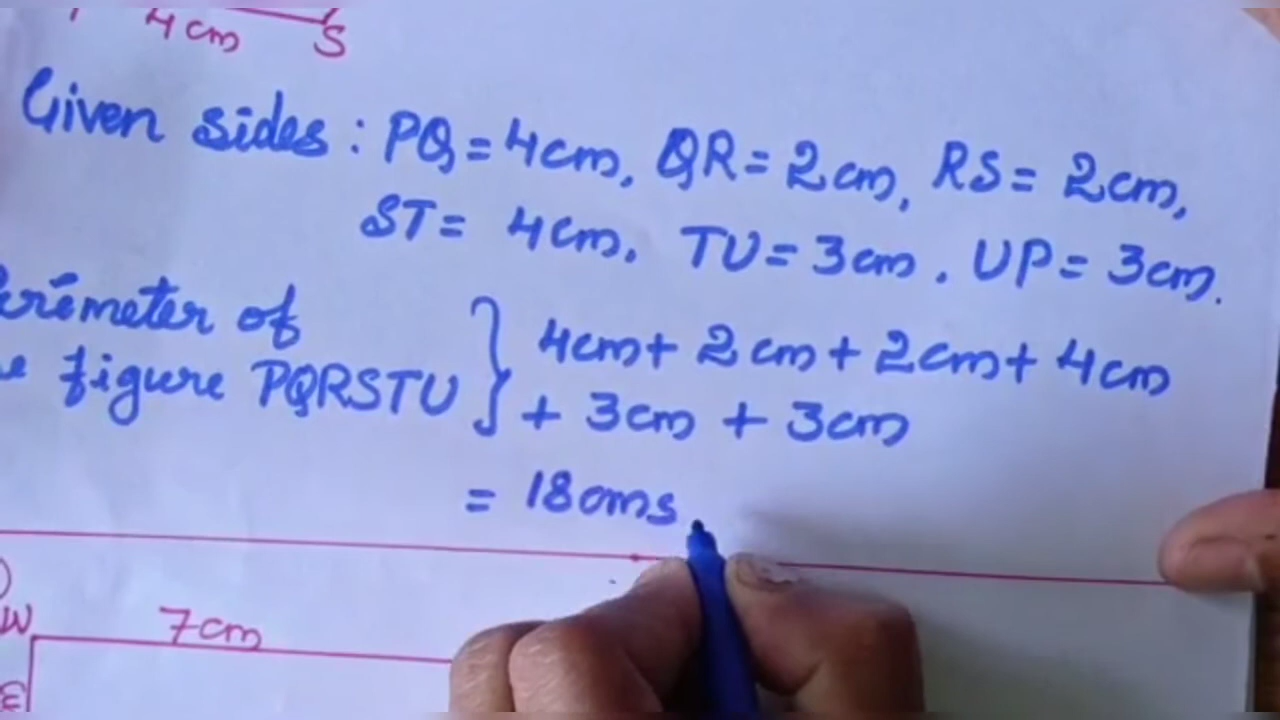 4cm S
Given sides : PQ = 4cm, QR = 2cm, RS = 2cm,
ST = 4cm, TU = 3cm, UP = 3cm.
Perimeter of
figure PQRSTU } 4cm + 2cm + 2cm + 4cm
+ 3cm + 3cm
= 18cms
W 7cm